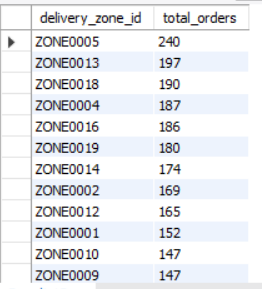 delivery_zone_id total_orders
ZONE0005 240
ZONE0013 197
ZONE0018 190
ZONE0004 187
ZONE0016 186
ZONE0019 180
ZONE0014 174
ZONE0002 169
ZONE0012 165
ZONE0001 152
ZONE0010 147
ZONE0009 147